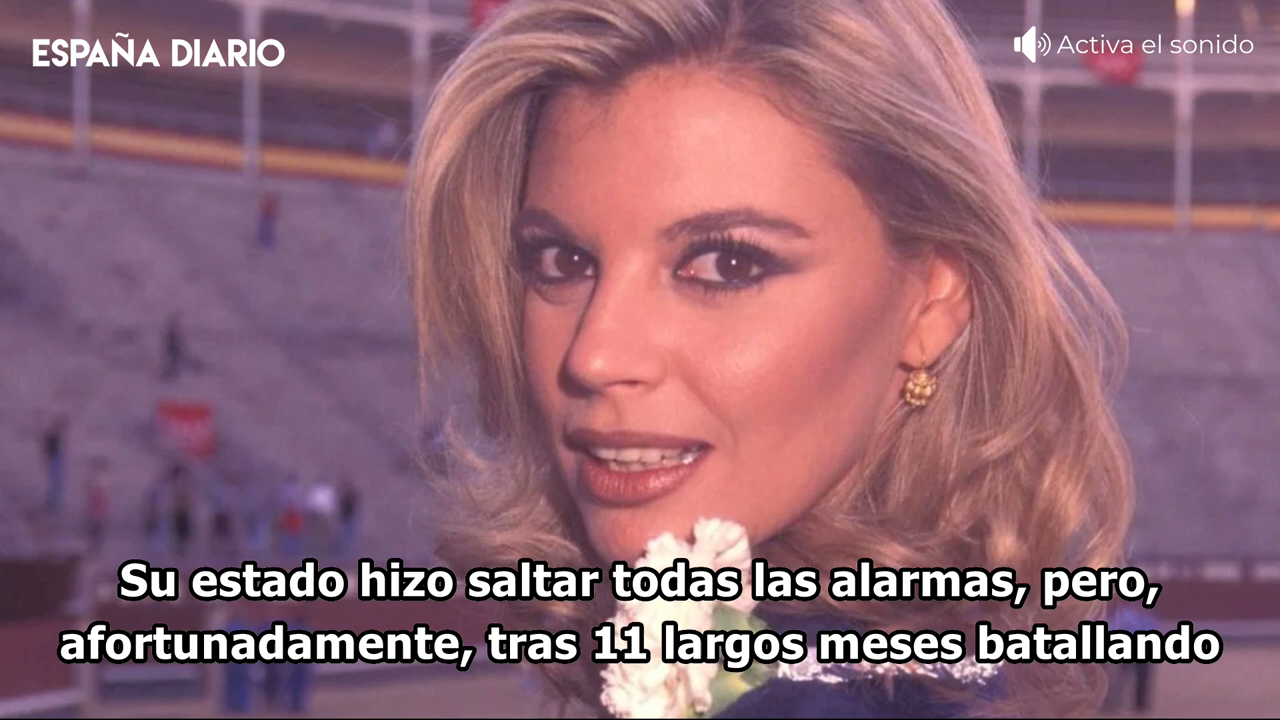 ESPAÑA DIARIO
Activa el sonido
Su estado hizo saltar todas las alarmas, pero,
afortunadamente, tras 11 largos meses batallando